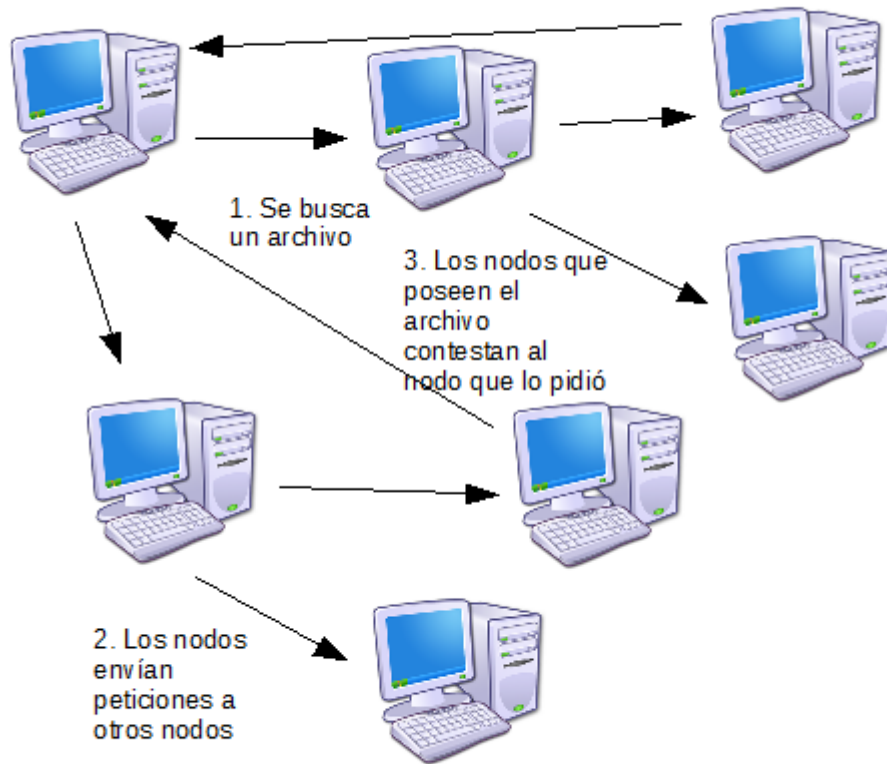 1. Se busca
un archivo
3. Los nodos que
poseen el
archivo
contestan al
nodo que lo pidió
2. Los nodos
envían
peticiones a
otros nodos